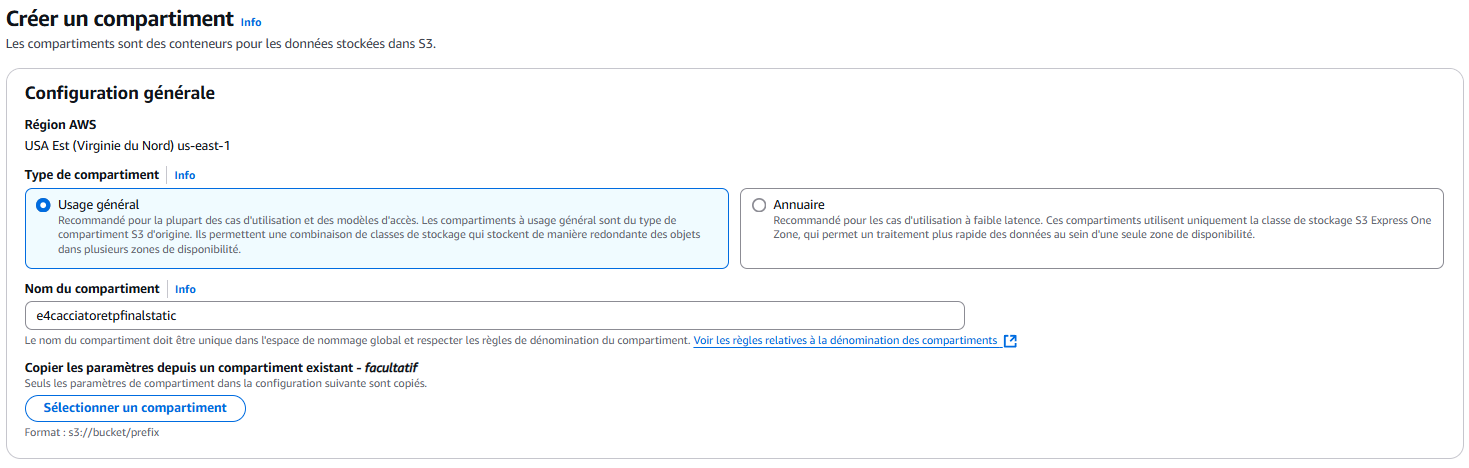 Créer un compartiment Info
Les compartiments sont des conteneurs pour les données stockées dans S3.
Configuration générale
Région AWS
USA Est (Virginie du Nord) us-east-1
Type de compartiment Info
Usage général
Recommandé pour la plupart des cas d'utilisation et des modèles d'accès. Les compartiments à usage général sont du type de
compartiment S3 d'origine. Ils permettent une combinaison de classes de stockage qui stockent de manière redondante des objets
dans plusieurs zones de disponibilité.
Annuaire
Recommandé pour les cas d'utilisation à faible latence. Ces compartiments utilisent uniquement la classe de stockage S3 Express One
Zone, qui permet un traitement plus rapide des données au sein d'une seule zone de disponibilité.
Nom du compartiment Info
e4cacciatoretpfinalstatic
Le nom du compartiment doit être unique dans l'espace de nommage global et respecter les règles de dénomination du compartiment. Voir les règles relatives à la dénomination des compartiments
Copier les paramètres depuis un compartiment existant - facultatif
Seuls les paramètres de compartiment dans la configuration suivante sont copiés.
Sélectionner un compartiment
Format : s3://bucket/prefix